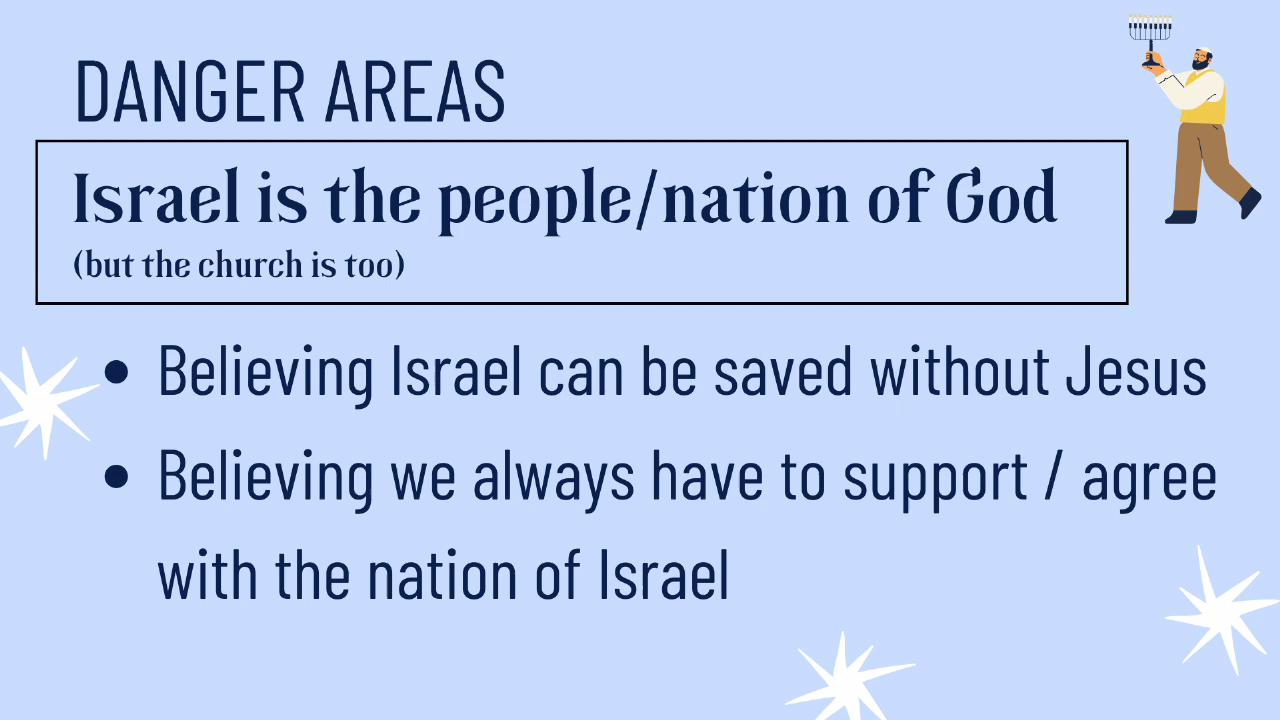 DANGER AREAS
Israel is the people/nation of God
(but the church is too)
• Believing Israel can be saved without Jesus
• Believing we always have to support / agree
with the nation of Israel